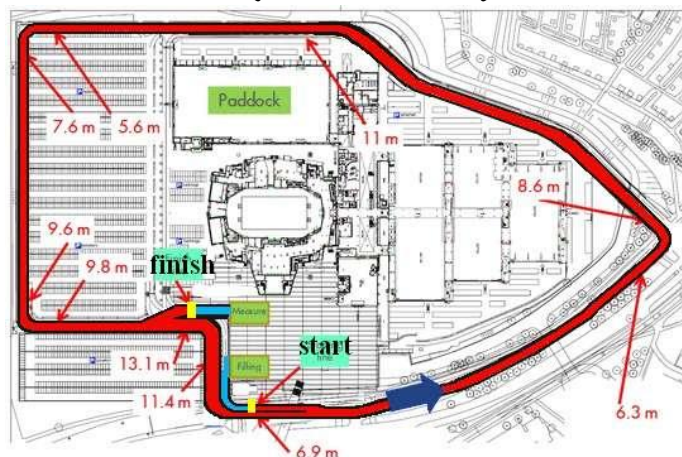 Paddock
7.6 m
5.6 m
11 m
8.6 m
9.6 m
9.8 m
finish
Measure
13.1 m
start
Filling
11.4 m
6.9 m
6.3 m